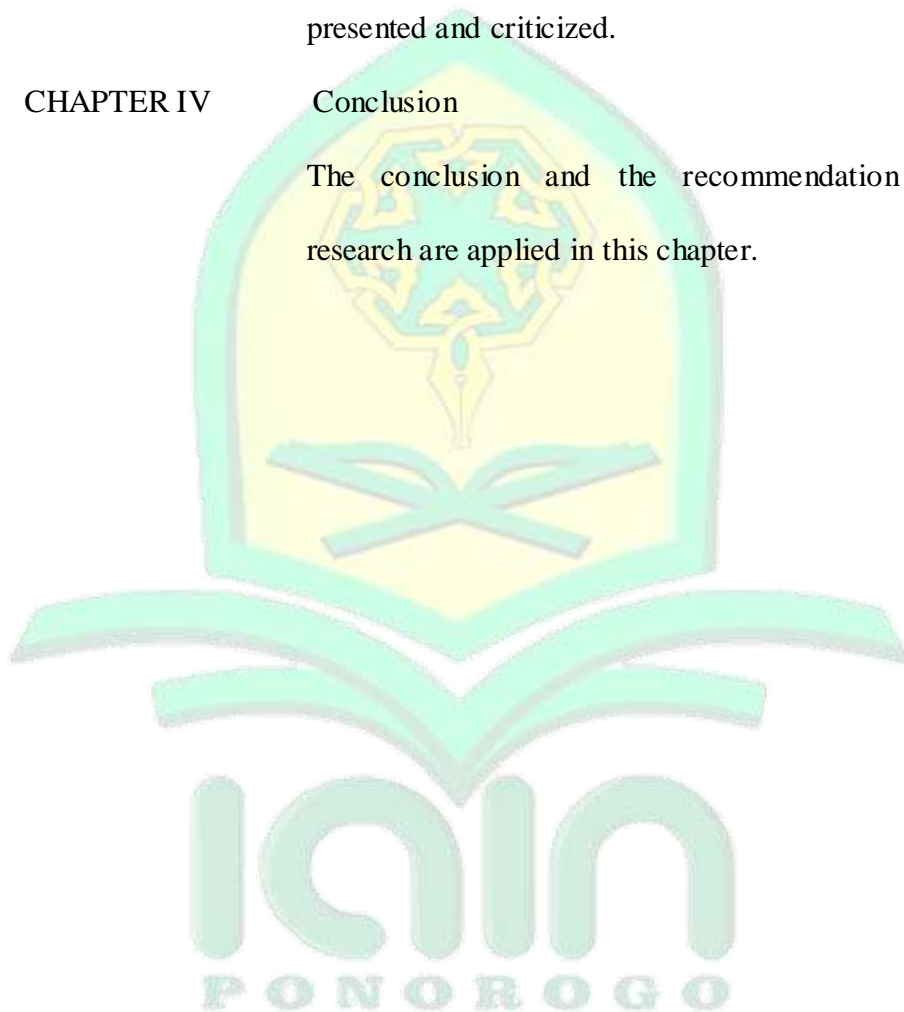 presented and criticized.
CHAPTER IV Conclusion
The conclusion and the recommendation
research are applied in this chapter.
IAIN
PONOROGO